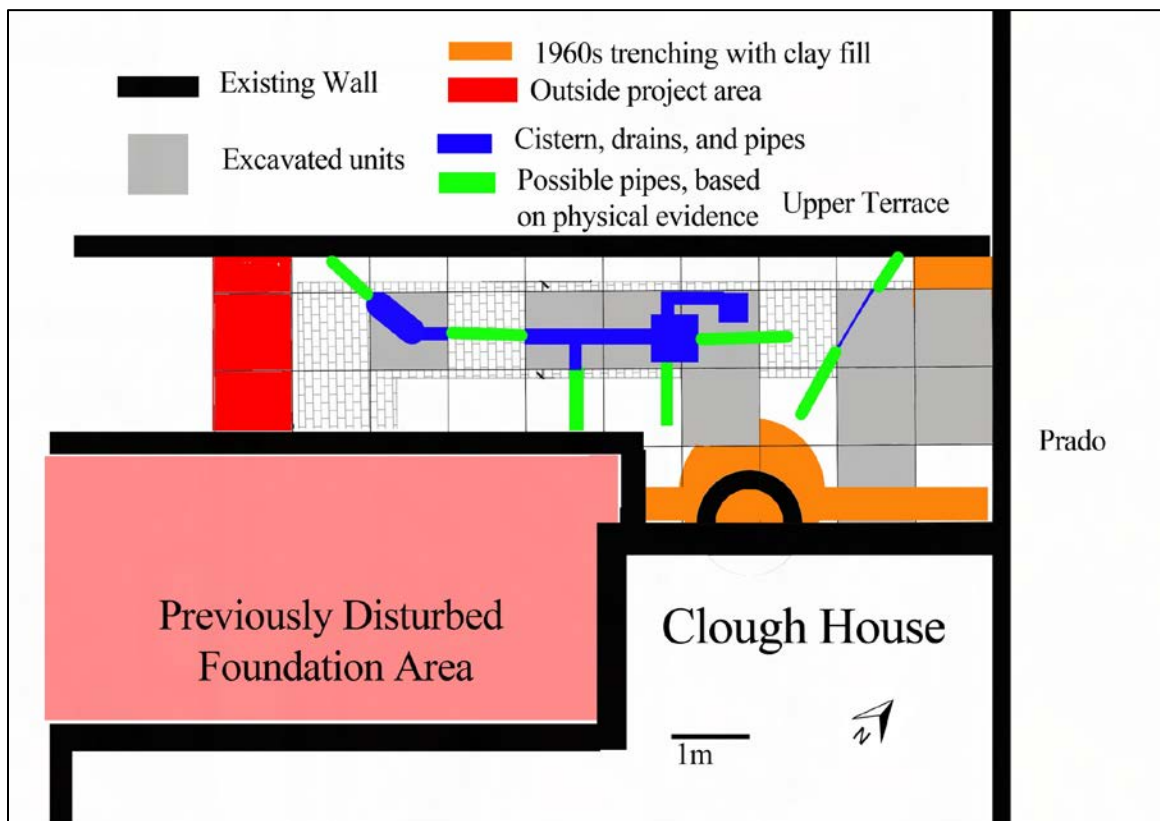 Existing Wall
Excavated units
1960s trenching with clay fill
Outside project area
Cistern, drains, and pipes
Possible pipes, based
on physical evidence
Upper Terrace
Prado
Previously Disturbed
Foundation Area
Clough House
1m
N